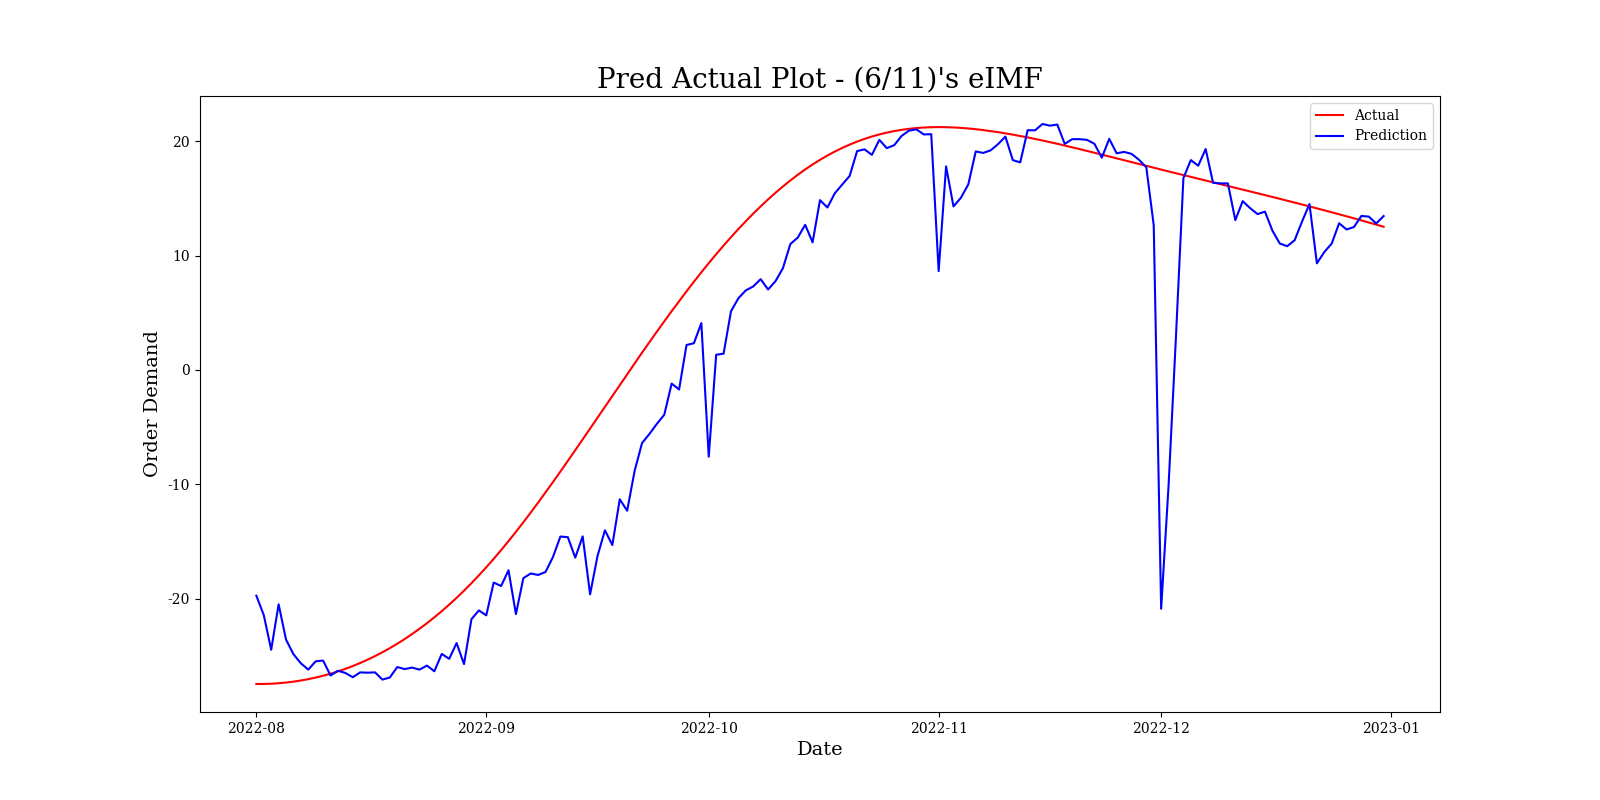 Pred Actual Plot - (6/11)'s eIMF
Actual
Prediction
20
10
0
-10
-20
Order Demand
2022-08
2022-09
2022-10
2022-11
2022-12
2023-01
Date